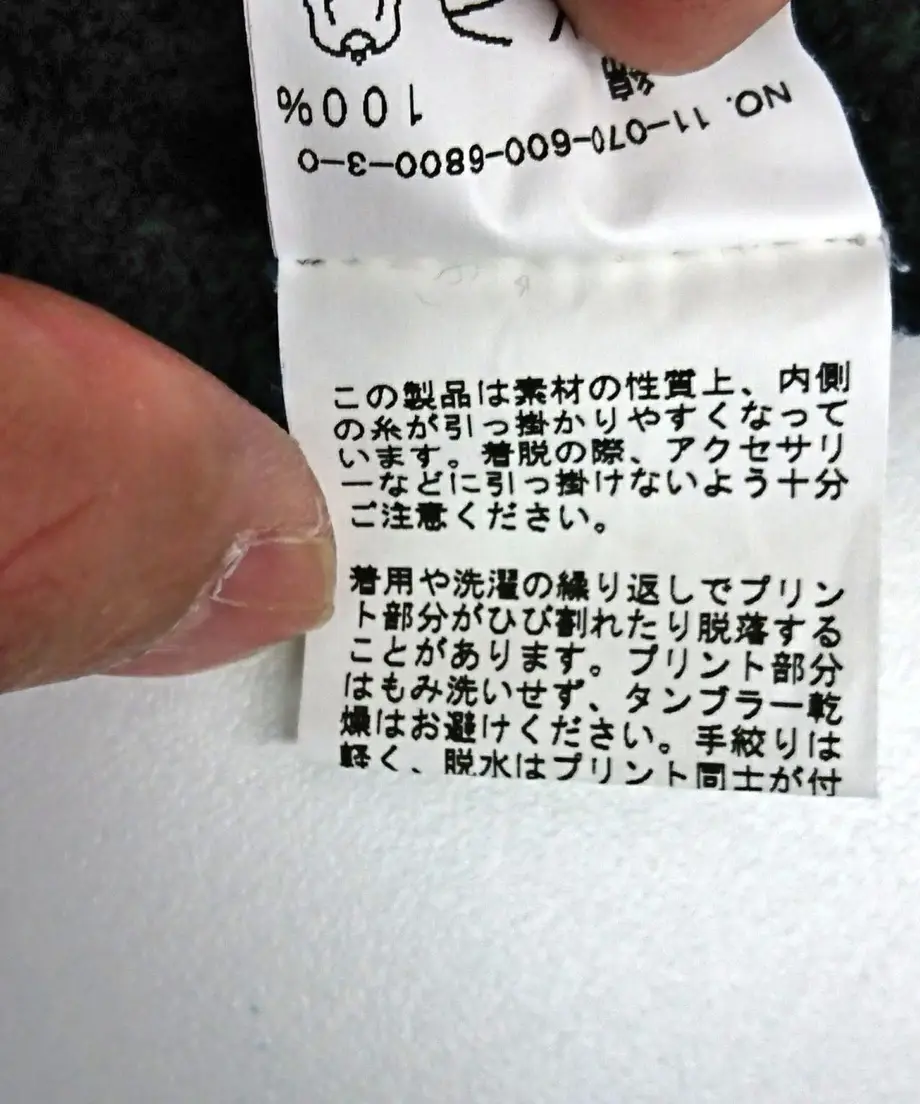 綿
100%
NO. 11-070-600-6800-3-0
この製品は素材の性質上、内側
の糸が引っ掛かりやすくなって
います。着脱の際、アクセサリ
ーなどに引っ掛けないよう十分
ご注意ください。
着用や洗濯の繰り返しでプリン
ト部分がひび割れたり脱落する
ことがあります。プリント部分
はもみ洗いせず、タンブラー乾
燥はお避けください。手絞りは
軽く、脱水はプリント同士が付